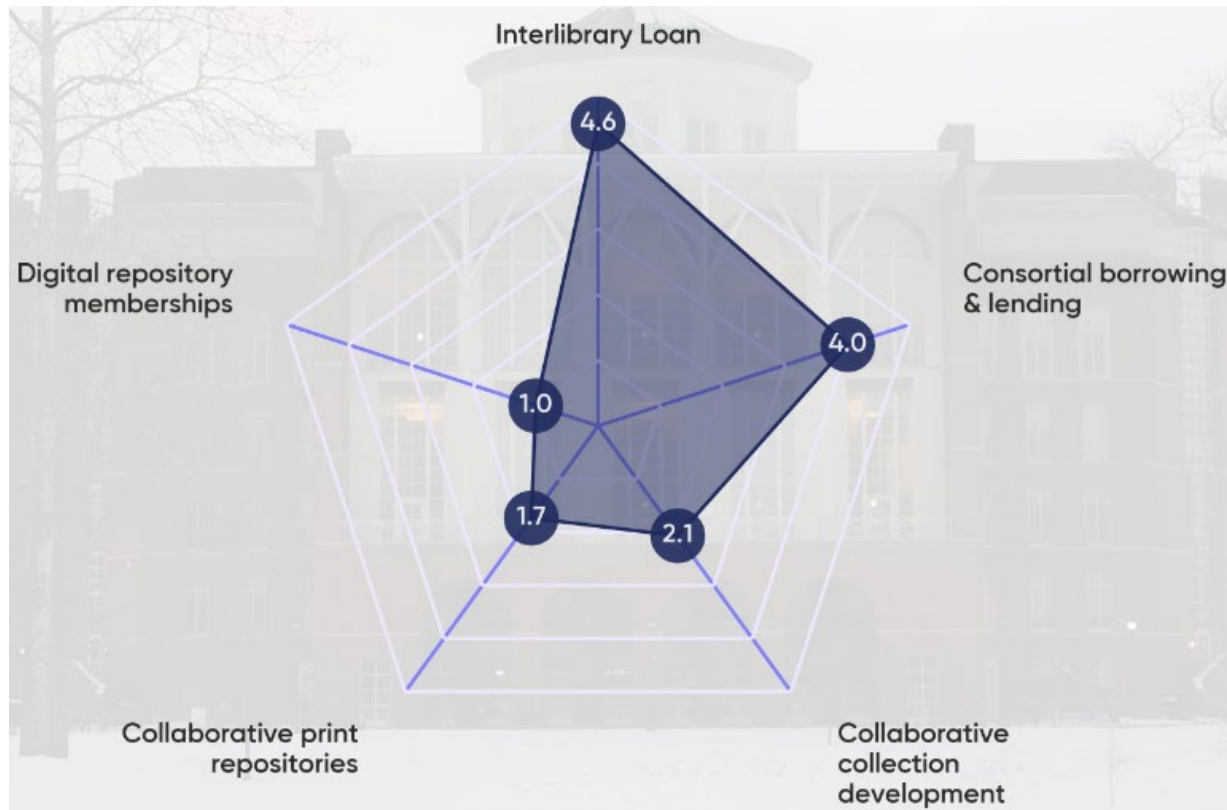 Interlibrary Loan
4.6
Digital repository
memberships
Consortial borrowing
& lending
4.0
1.0
1.7
2.1
Collaborative print
repositories
Collaborative
collection
development